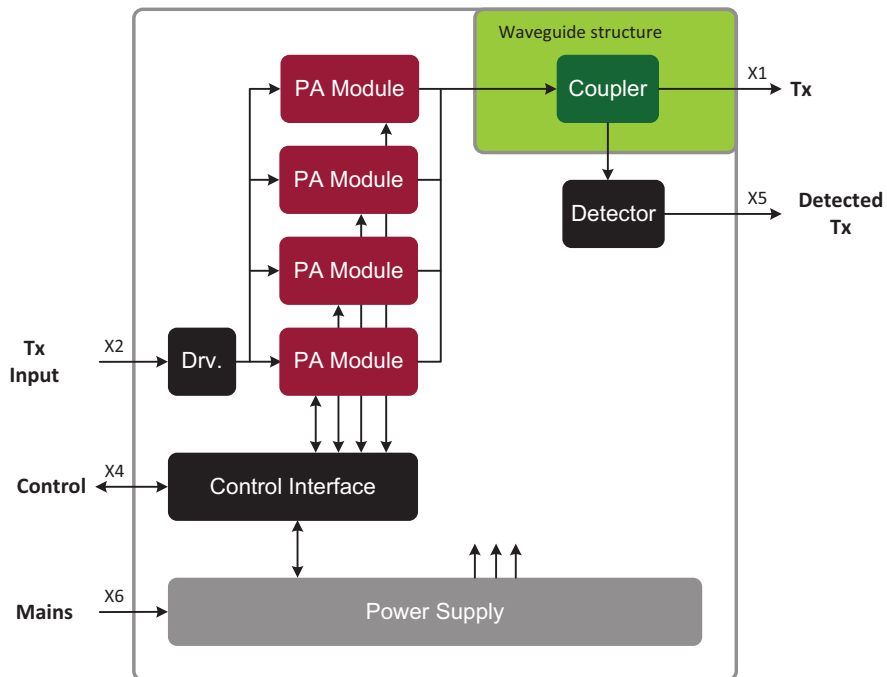 Waveguide structure
PA Module
Coupler
X1
Tx
PA Module
Detector
X5
Detected
Tx
PA Module
Tx
Input
X2
Drv.
PA Module
Control
X4
Control Interface
Mains
X6
Power Supply